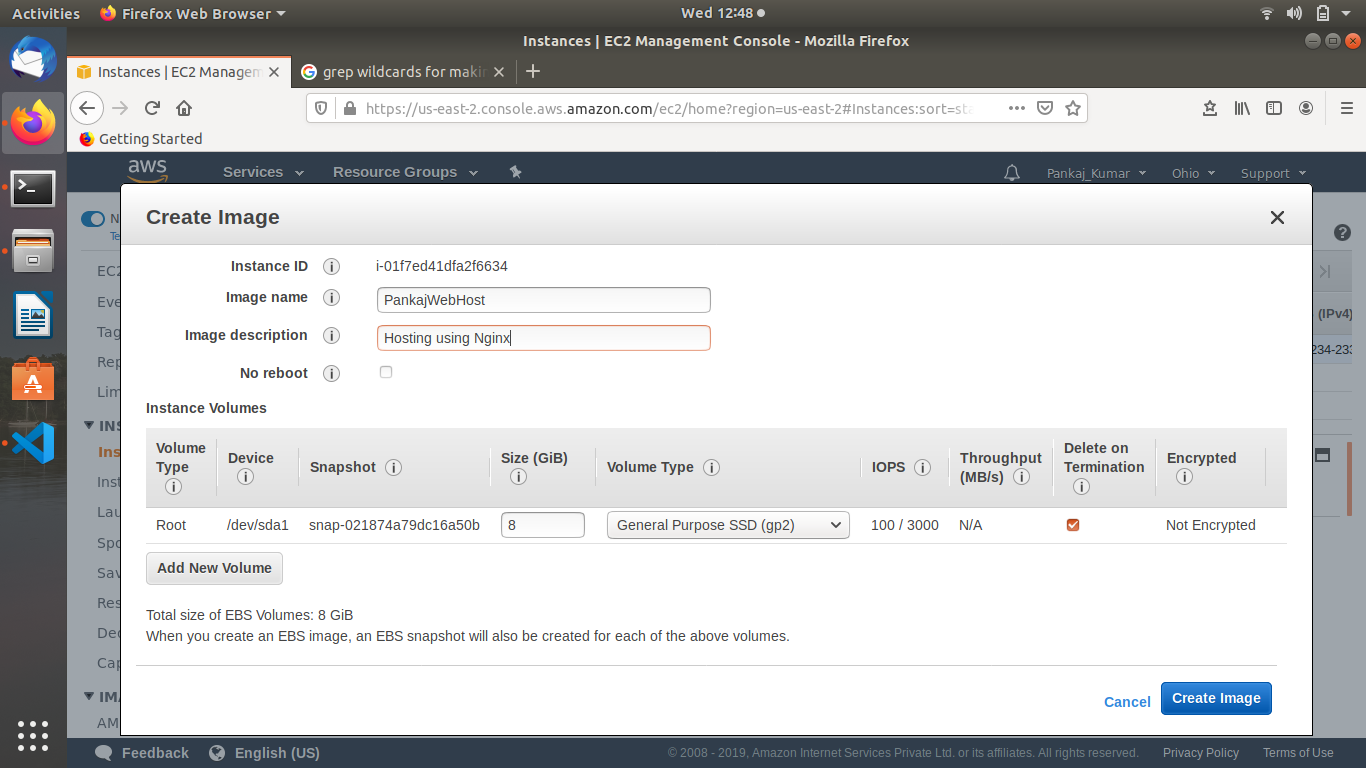 Activities Firefox Web Browser Wed 12:48
Instances | EC2 Management Console - Mozilla Firefox
Instances | EC2 Managem grep wildcards for makin
https://us-east-2.console.aws.amazon.com/ec2/home?region=us-east-2#Instances:sort=sta
Getting Started
aws Services Resource Groups Pankaj_Kumar Ohio Support
Create Image
N
Te
Instance ID i-01f7ed41dfa2f6634
EC2
Image name PankajWebHost
Eve
(IPv4)
Image description Hosting using Nginx
Tag
234-233
Rep
No reboot
Lim
Instance Volumes
INS
Ins
Inst
Lau
Spo
Sav
Res
Dec
Cap
IMA
AM
Volume Type Device Snapshot Size (GiB) Volume Type IOPS Throughput (MB/s) Delete on Termination Encrypted
Root /dev/sda1 snap-021874a79dc16a50b 8 General Purpose SSD (gp2) 100 / 3000 N/A Not Encrypted
Add New Volume
Total size of EBS Volumes: 8 GiB
When you create an EBS image, an EBS snapshot will also be created for each of the above volumes.
Cancel Create Image
Feedback English (US) © 2008 - 2019, Amazon Internet Services Private Ltd. or its affiliates. All rights reserved. Privacy Policy Terms of Use